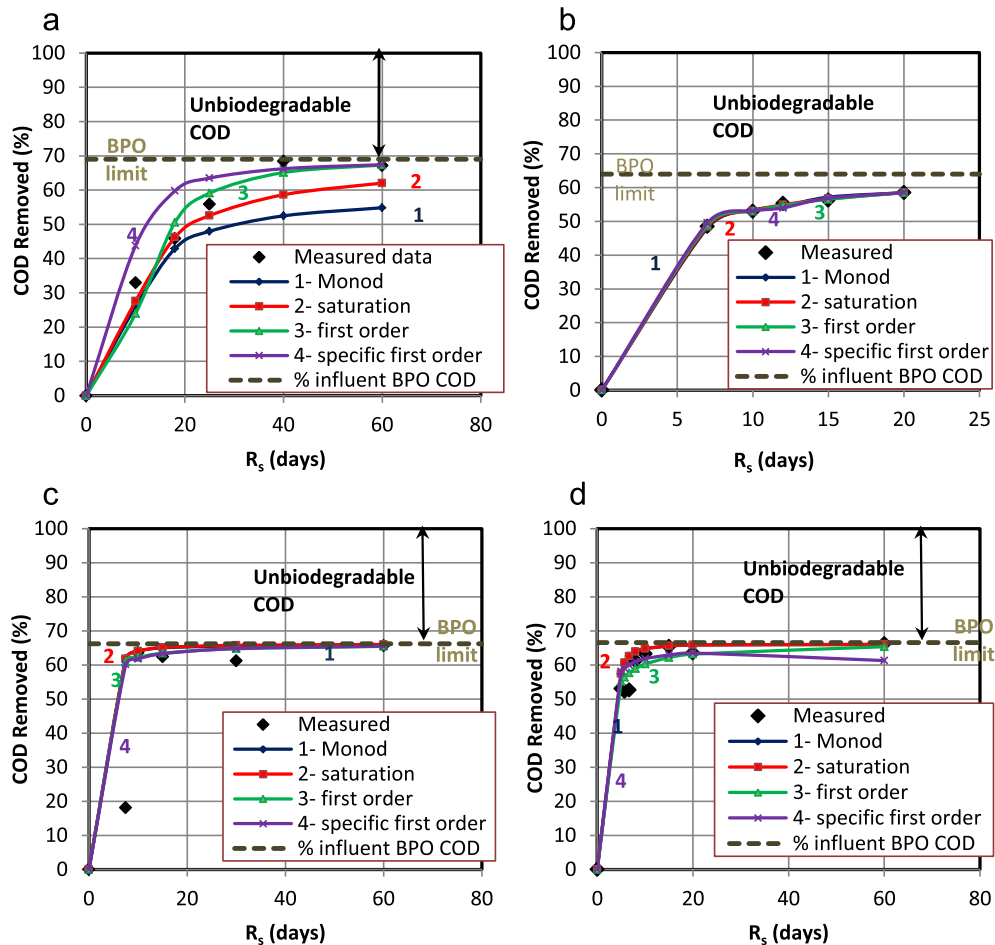 a
100
90
80
70
60
50
40
30
20
10
0
COD Removed (%)
Unbiodegradable
COD
BPO
limit
4
3
2
1
Measured data
1- Monod
2- saturation
3- first order
4- specific first order
% influent BPO COD
0
20
40
60
80
Rs (days)
b
100
90
80
70
60
50
40
30
20
10
0
COD Removed (%)
Unbiodegradable
COD
BPO
limit
1
2
4
3
Measured
1- Monod
2- saturation
3- first order
4- specific first order
% influent BPO COD
0
5
10
15
20
25
Rs (days)
c
100
90
80
70
60
50
40
30
20
10
0
COD Removed (%)
Unbiodegradable
COD
BPO
limit
2
3
1
4
Measured
1- Monod
2- saturation
3- first order
4- specific first order
% influent BPO COD
0
20
40
60
80
d
100
90
80
70
60
50
40
30
20
10
0
COD Removed (%)
Unbiodegradable
COD
BPO
limit
2
3
1
4
Measured
1- Monod
2- saturation
3- first order
4- specific first order
% influent BPO COD
0
20
40
60
80